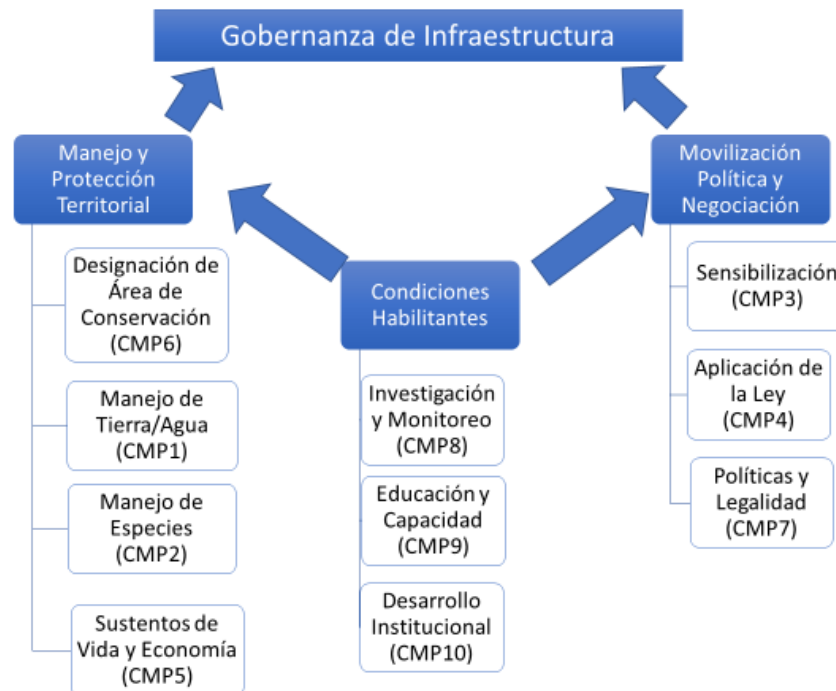 Gobernanza de Infraestructura
Manejo y
Protección
Territorial
Designación de
Área de
Conservación
(CMP6)
Manejo de
Tierra/Agua
(CMP1)
Manejo de
Especies
(CMP2)
Sustentos de
Vida y Economía
(CMP5)
Condiciones
Habilitantes
Investigación
y Monitoreo
(CMP8)
Educación y
Capacidad
(CMP9)
Desarrollo
Institucional
(CMP10)
Movilización
Política y
Negociación
Sensibilización
(CMP3)
Aplicación de
la Ley
(CMP4)
Políticas y
Legalidad
(CMP7)